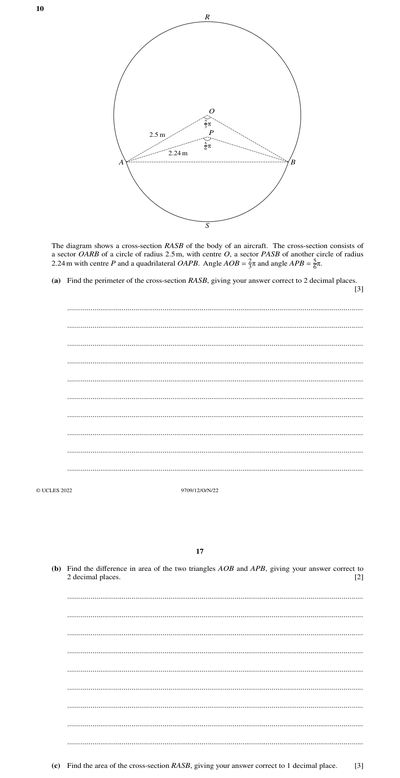 10
R
O
2/3π
P
5/6π
2.5 m
2.24 m
A
B
S
The diagram shows a cross-section RASB of the body of an aircraft. The cross-section consists of
a sector OARB of a circle of radius 2.5 m, with centre O, a sector PASB of another circle of radius
2.24 m with centre P and a quadrilateral OAPB. Angle AOB = 2/3π and angle APB = 5/6π.
(a) Find the perimeter of the cross-section RASB, giving your answer correct to 2 decimal places.
[3]
© UCLES 2022
9709/12/O/N/22
17
(b) Find the difference in area of the two triangles AOB and APB, giving your answer correct to
2 decimal places. [2]
(c) Find the area of the cross-section RASB, giving your answer correct to 1 decimal place. [3]